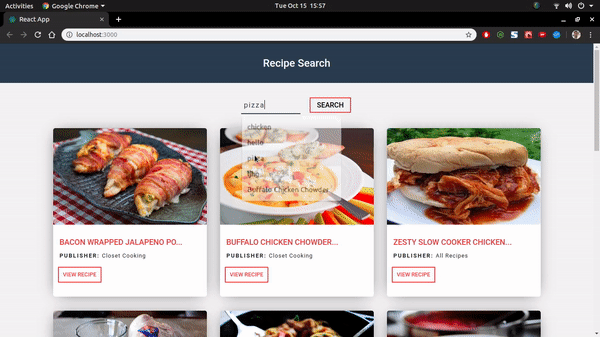 Activities Google Chrome Tue Oct 15 15:57
React App
localhost:3000
Recipe Search
pizza SEARCH
chicken
hello
pizza
Buffalo Chicken Chowder
BACON WRAPPED JALAPENO PO... BUFFALO CHICKEN CHOWDER... ZESTY SLOW COOKER CHICKEN...
PUBLISHER: Closet Cooking PUBLISHER: Closet Cooking PUBLISHER: All Recipes
VIEW RECIPE VIEW RECIPE VIEW RECIPE